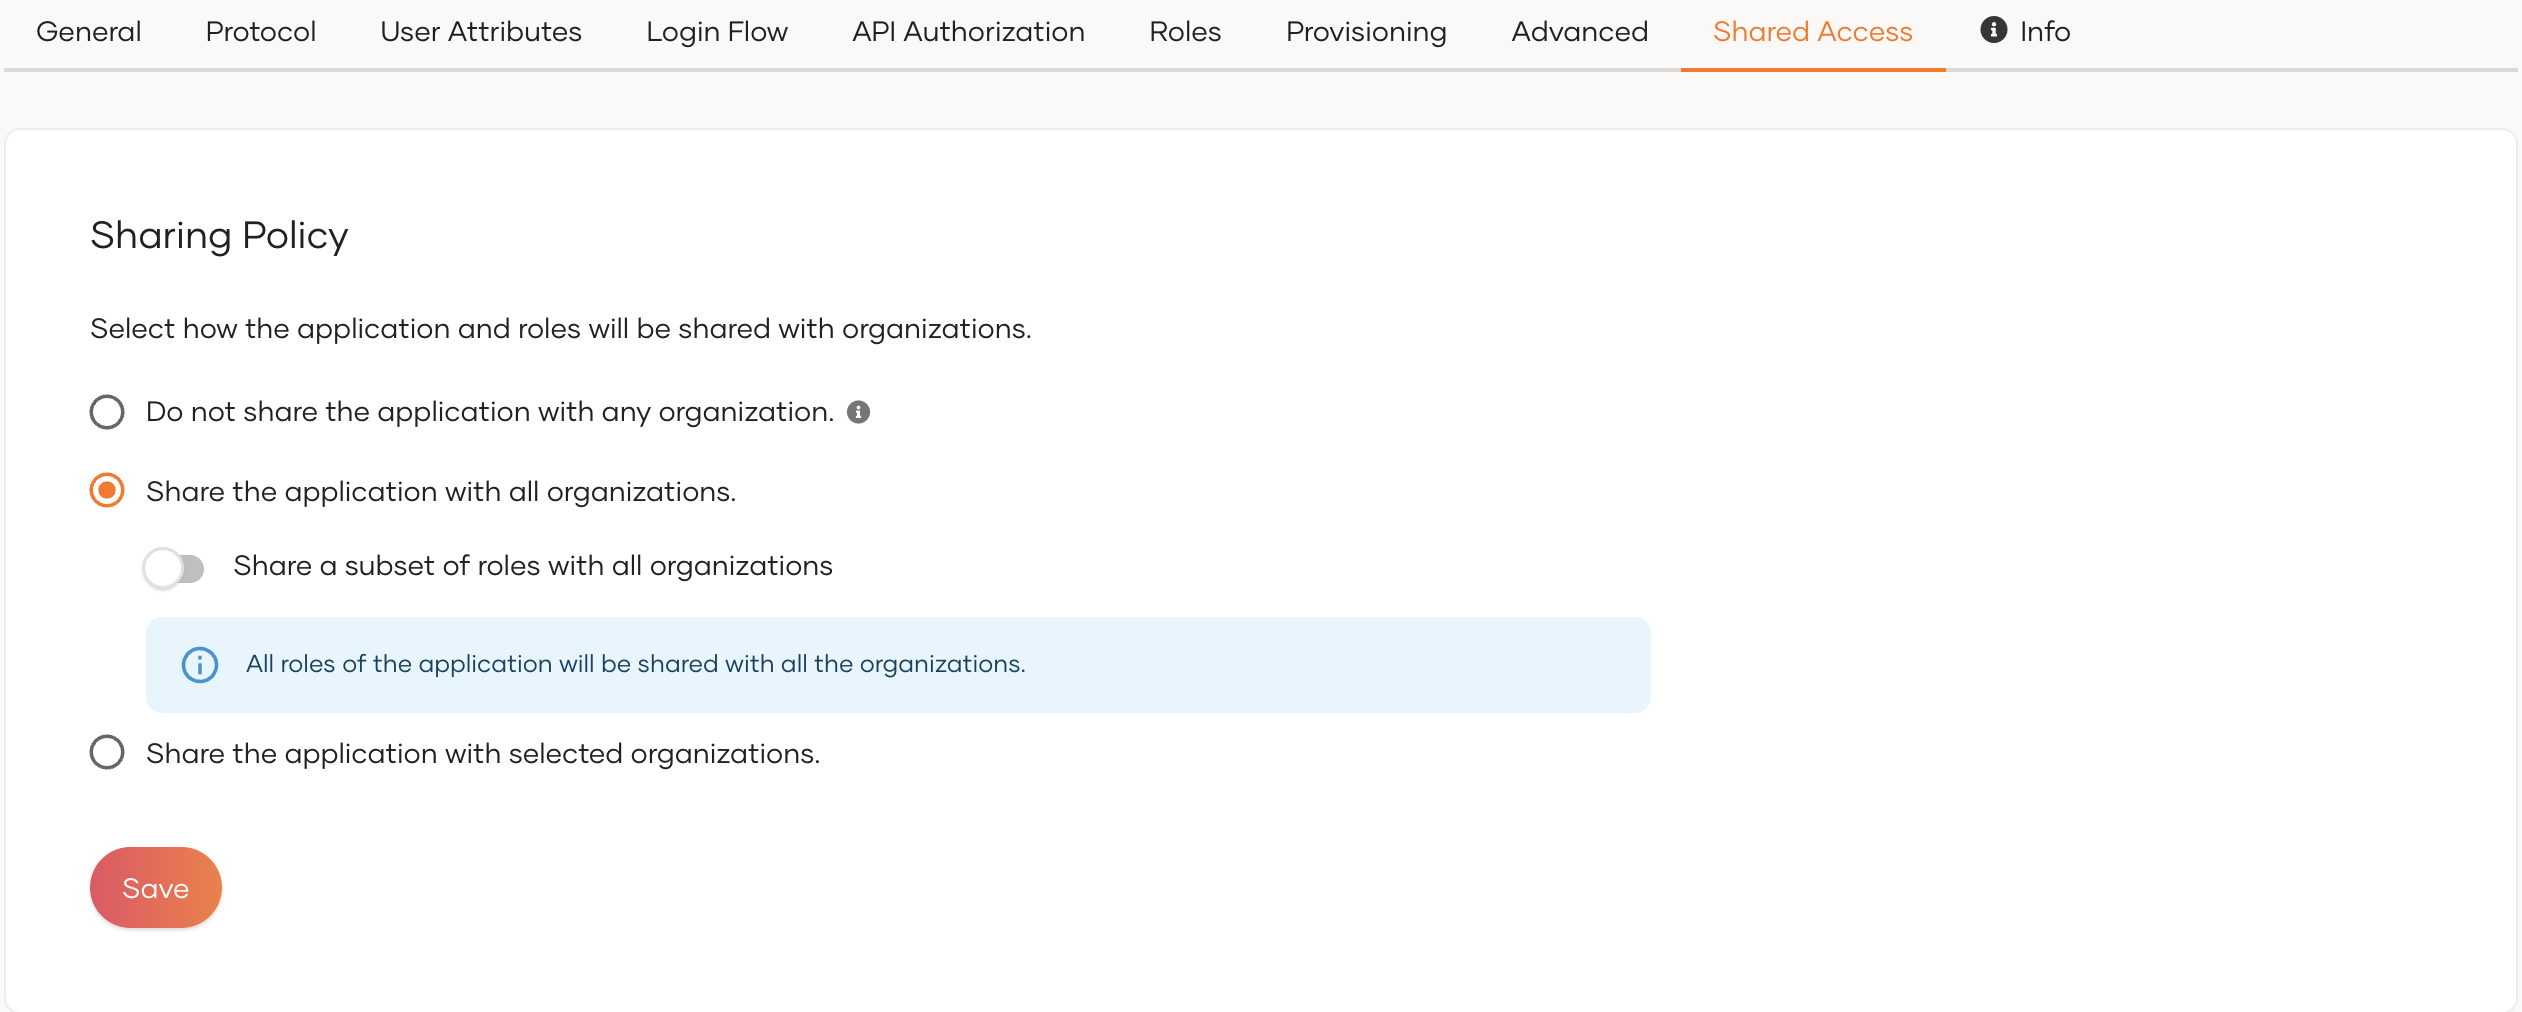 General Protocol User Attributes Login Flow API Authorization Roles Provisioning Advanced Shared Access Info
Sharing Policy
Select how the application and roles will be shared with organizations.
Do not share the application with any organization.
Share the application with all organizations.
Share a subset of roles with all organizations
All roles of the application will be shared with all the organizations.
Share the application with selected organizations.
Save